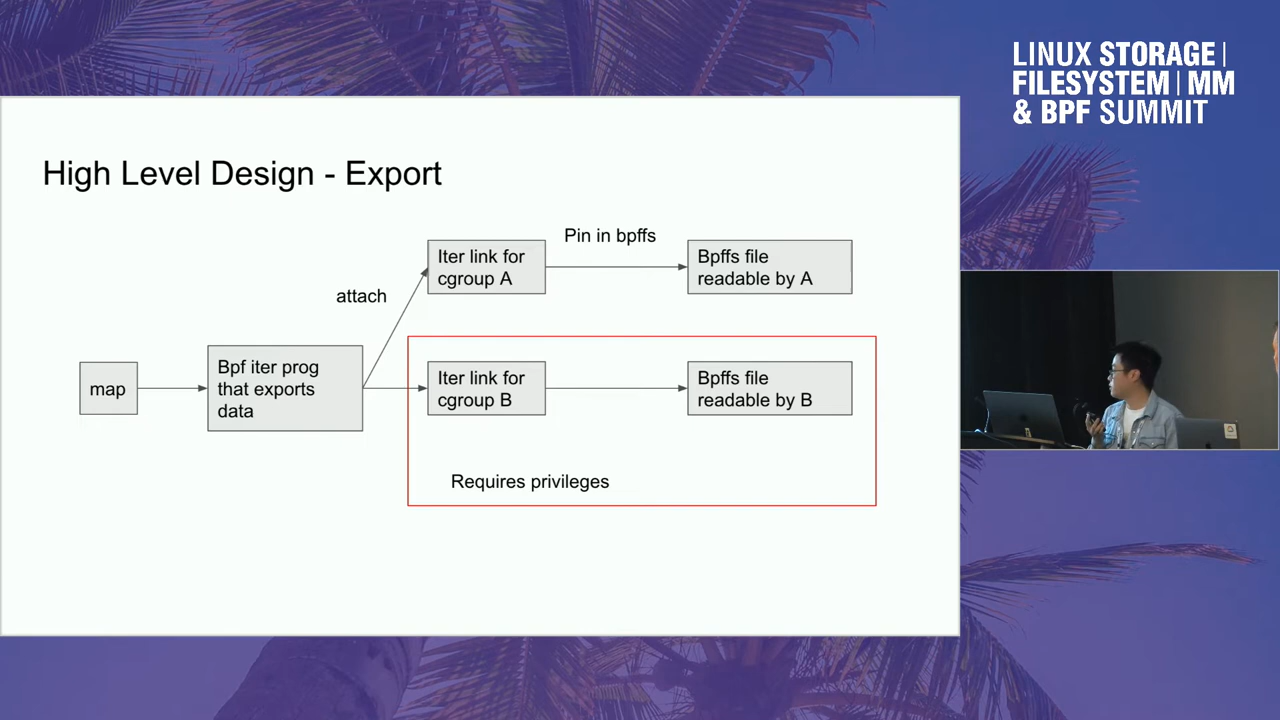 LINUX STORAGE |
FILESYSTEM | MM
& BPF SUMMIT
High Level Design - Export
Pin in bpffs
Iter link for
cgroup A
Bpffs file
readable by A
attach
map
Bpf iter prog
that exports
data
Iter link for
cgroup B
Bpffs file
readable by B
Requires privileges